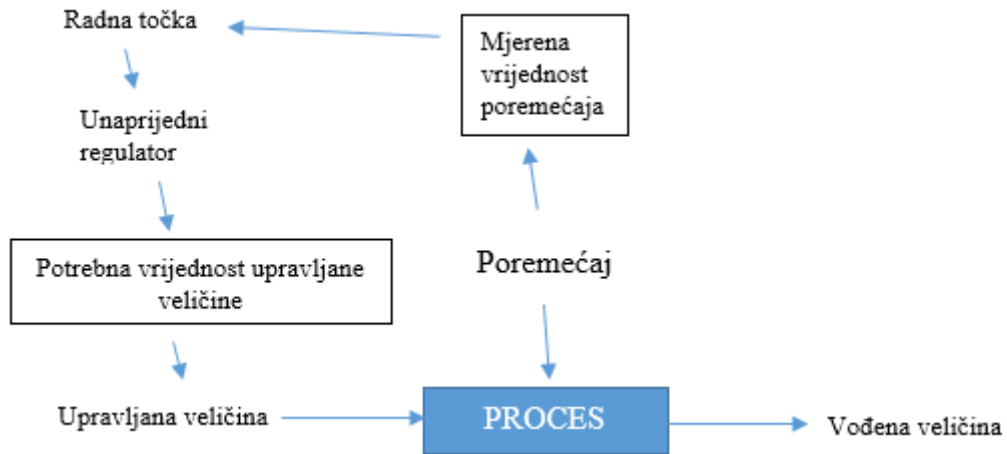 Radna točka
Mjerena
vrijednost
poremećaja
Unaprijedni
regulator
Potrebna vrijednost upravljane
veličine
Poremećaj
Upravljana veličina
PROCES
Vođena veličina